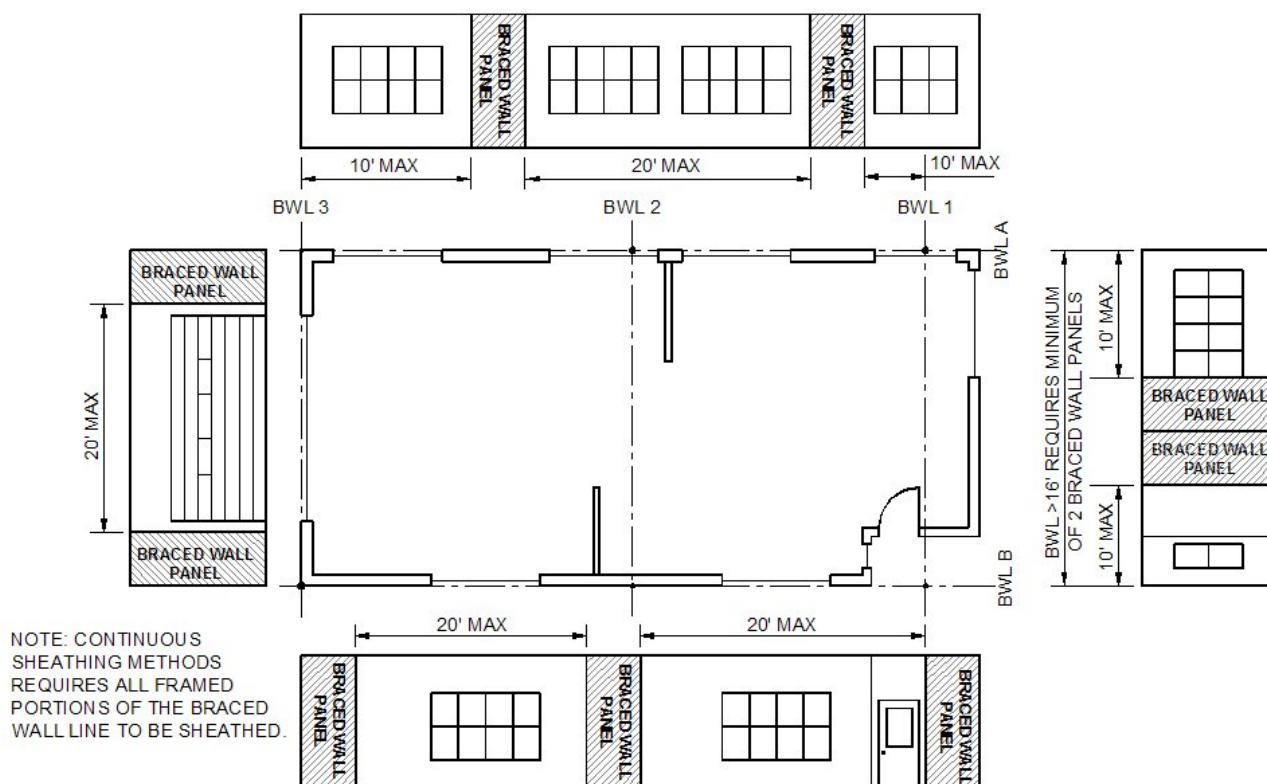 BRACED WALL
PANEL
BRACED WALL
PANEL
10' MAX
20' MAX
10' MAX
BWL 3
BWL 2
BWL 1
BWL A
BRACED WALL
PANEL
20' MAX
BRACED WALL
PANEL
BWL >16' REQUIRES MINIMUM
OF 2 BRACED WALL PANELS
10' MAX
BRACED WALL
PANEL
BRACED WALL
PANEL
10' MAX
BWL B
NOTE: CONTINUOUS
SHEATHING METHODS
REQUIRES ALL FRAMED
PORTIONS OF THE BRACED
WALL LINE TO BE SHEATHED.
20' MAX
20' MAX
BRACED WALL
PANEL
BRACED WALL
PANEL
BRACED WALL
PANEL